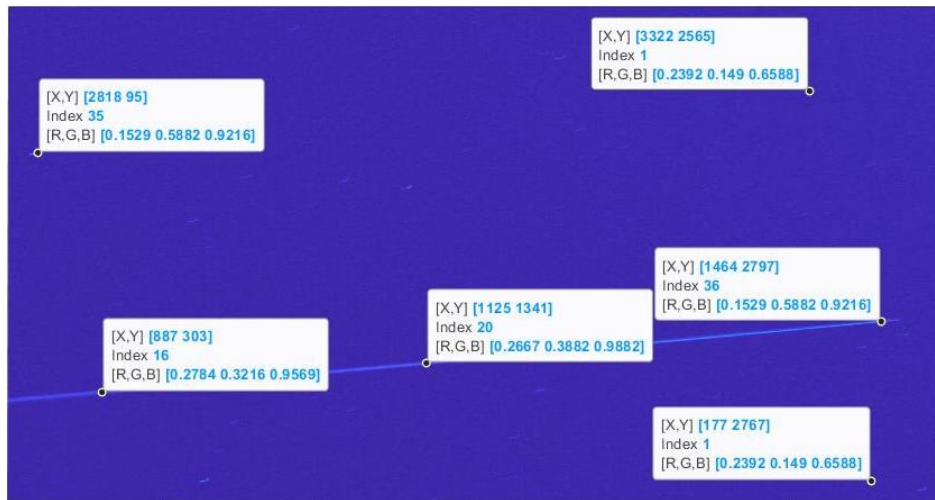 [X,Y] [3322 2565]
Index 1
[R,G,B] [0.2392 0.149 0.6588]
[X,Y] [2818 95]
Index 35
[R,G,B] [0.1529 0.5882 0.9216]
[X,Y] [1464 2797]
Index 36
[R,G,B] [0.1529 0.5882 0.9216]
[X,Y] [1125 1341]
Index 20
[R,G,B] [0.2667 0.3882 0.9882]
[X,Y] [887 303]
Index 16
[R,G,B] [0.2784 0.3216 0.9569]
[X,Y] [177 2767]
Index 1
[R,G,B] [0.2392 0.149 0.6588]